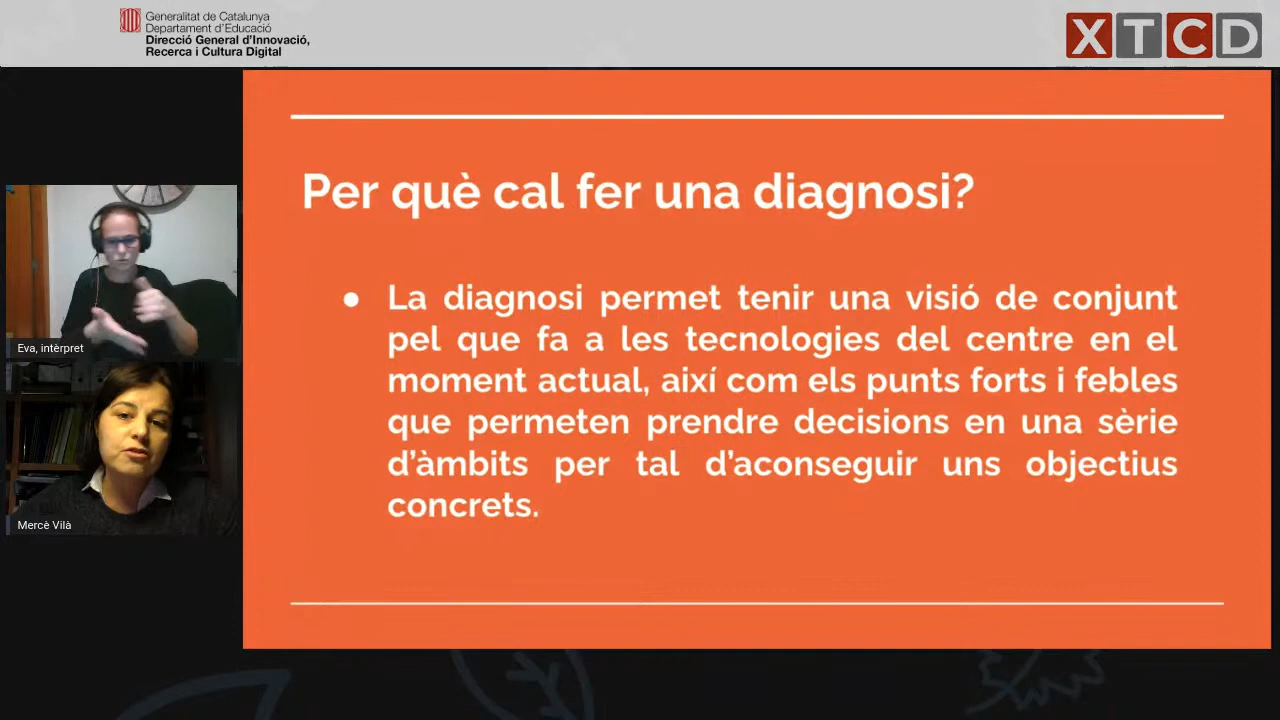 Generalitat de Catalunya
Departament d'Educació
Direcció General d'Innovació,
Recerca i Cultura Digital
XTCD
Per què cal fer una diagnosi?
● La diagnosi permet tenir una visió de conjunt
pel que fa a les tecnologies del centre en el
moment actual, així com els punts forts i febles
que permeten prendre decisions en una sèrie
d'àmbits per tal d'aconseguir uns objectius
concrets.
Eva, intèrpret
Mercè Vilà